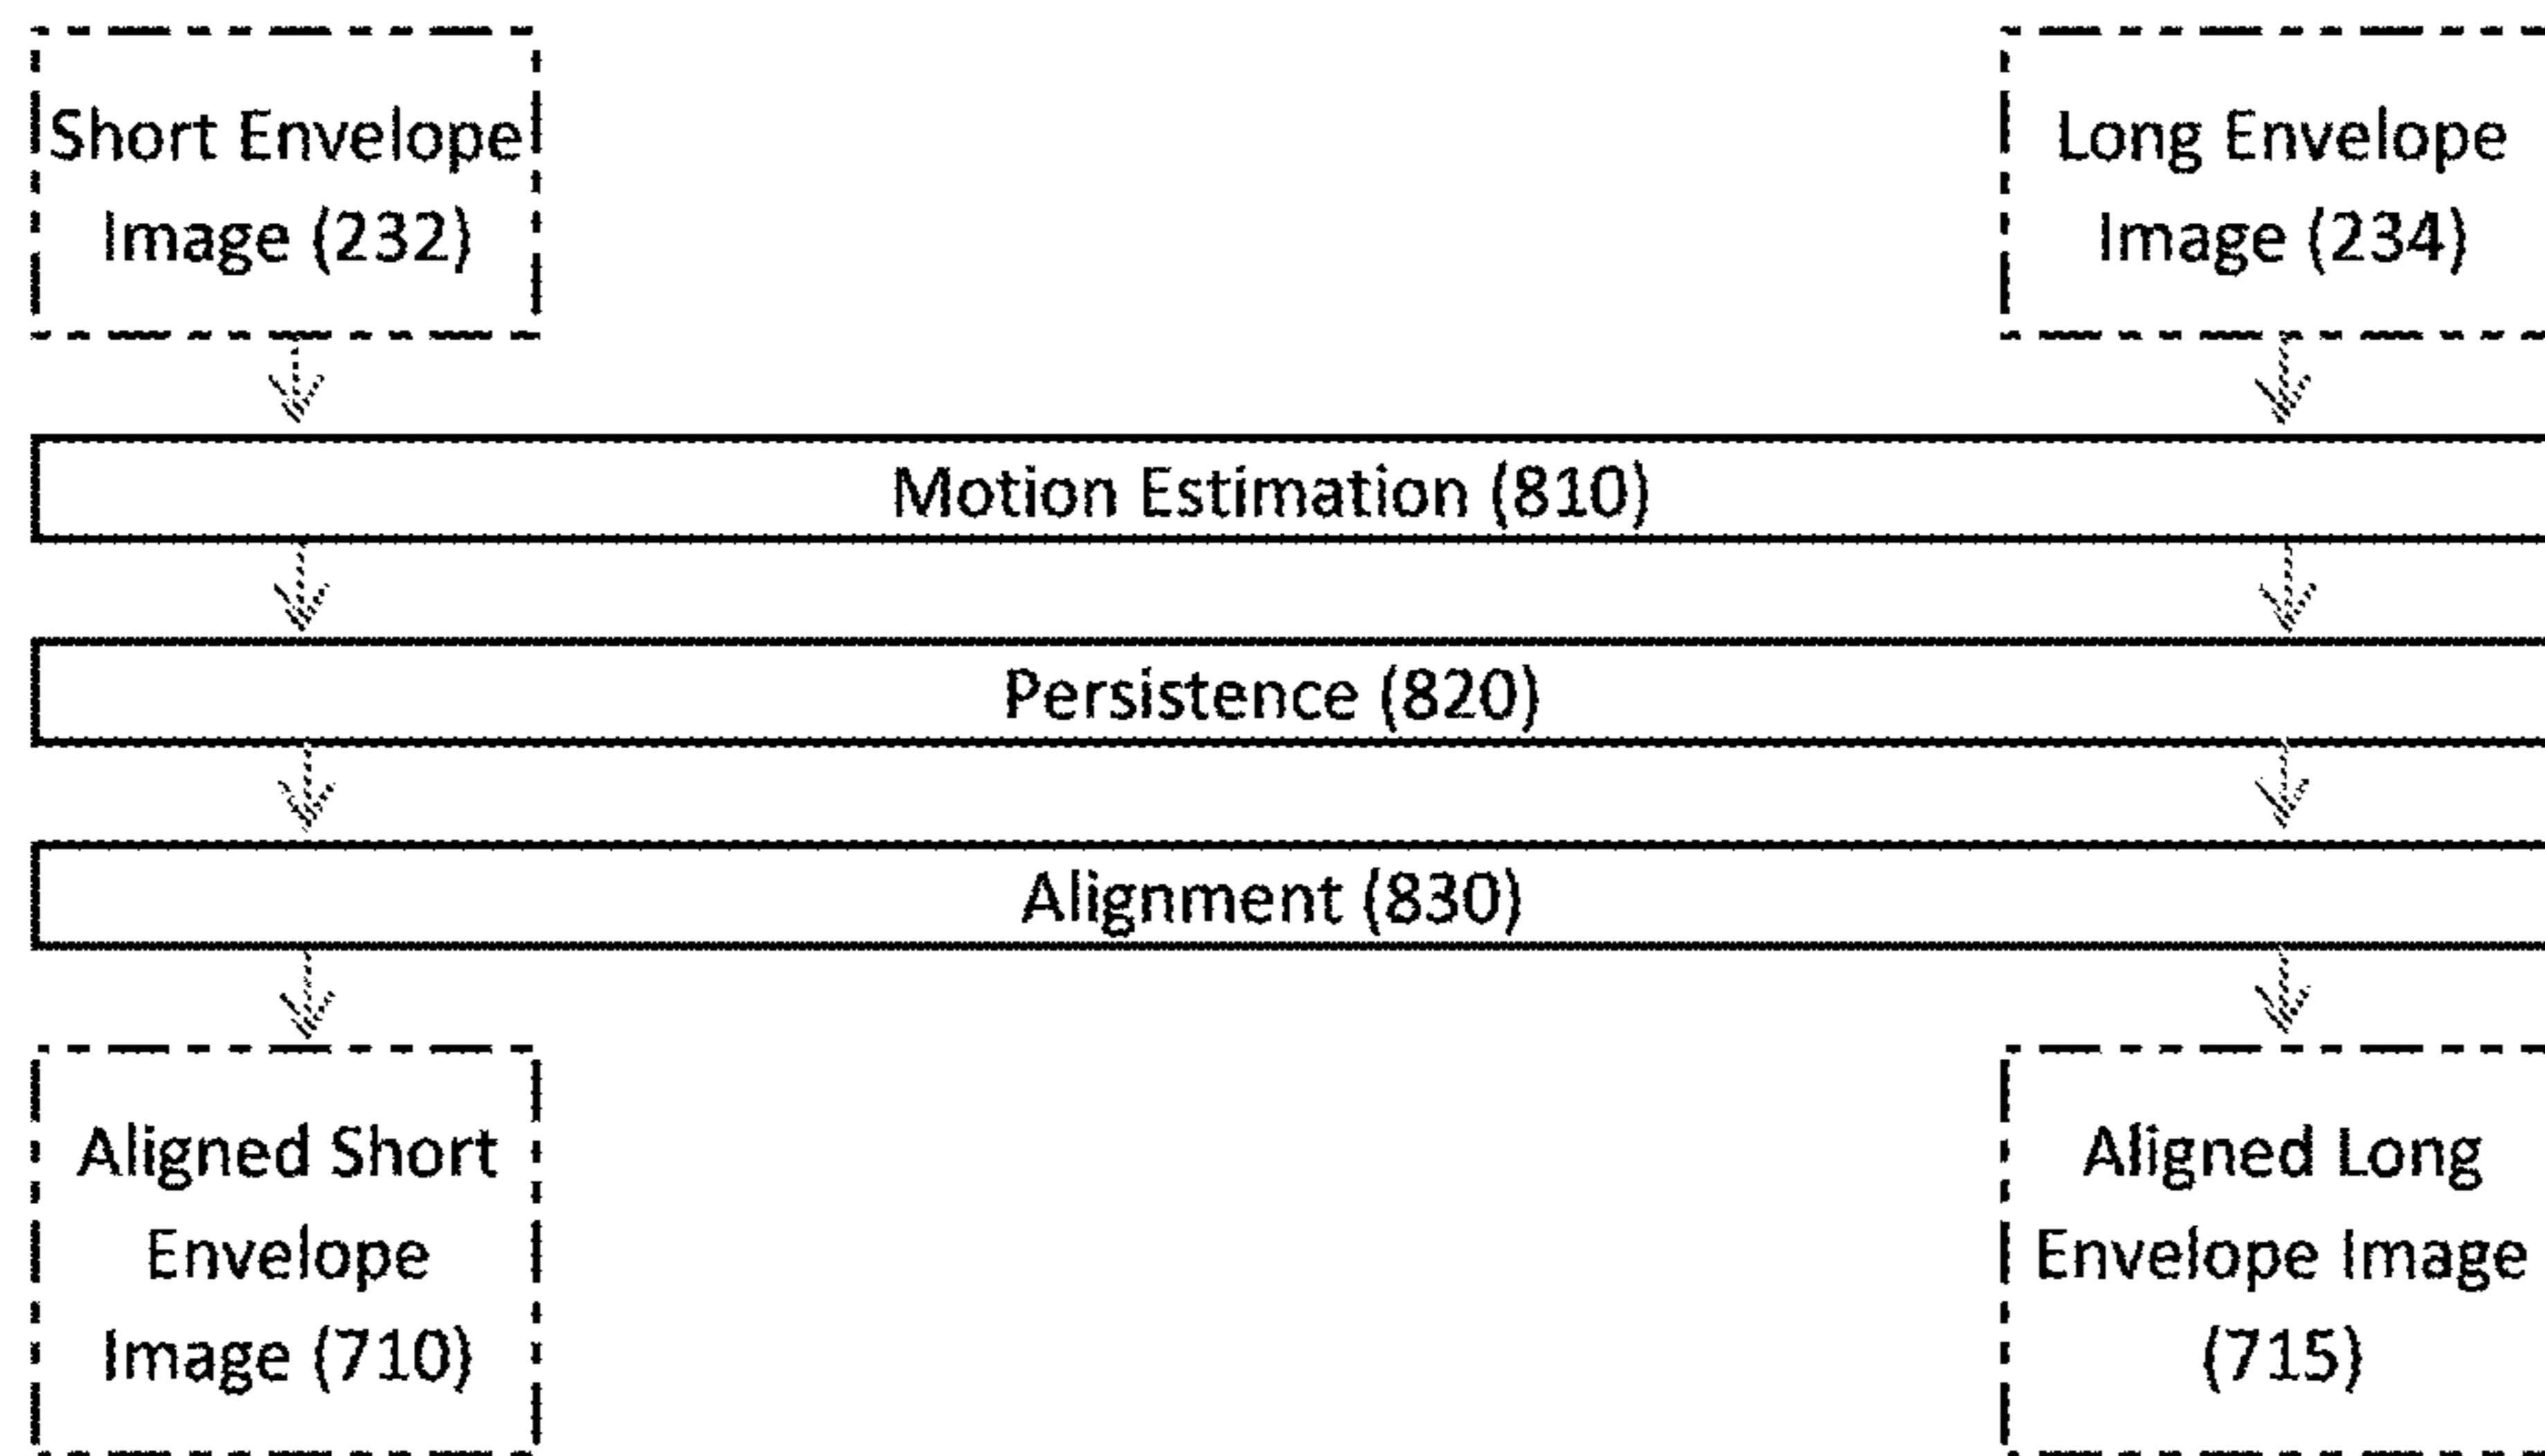 Short Envelope
Image (232)
Long Envelope
Image (234)
Motion Estimation (810)
Persistence (820)
Alignment (830)
Aligned Short
Envelope
Image (710)
Aligned Long
Envelope Image
(715)